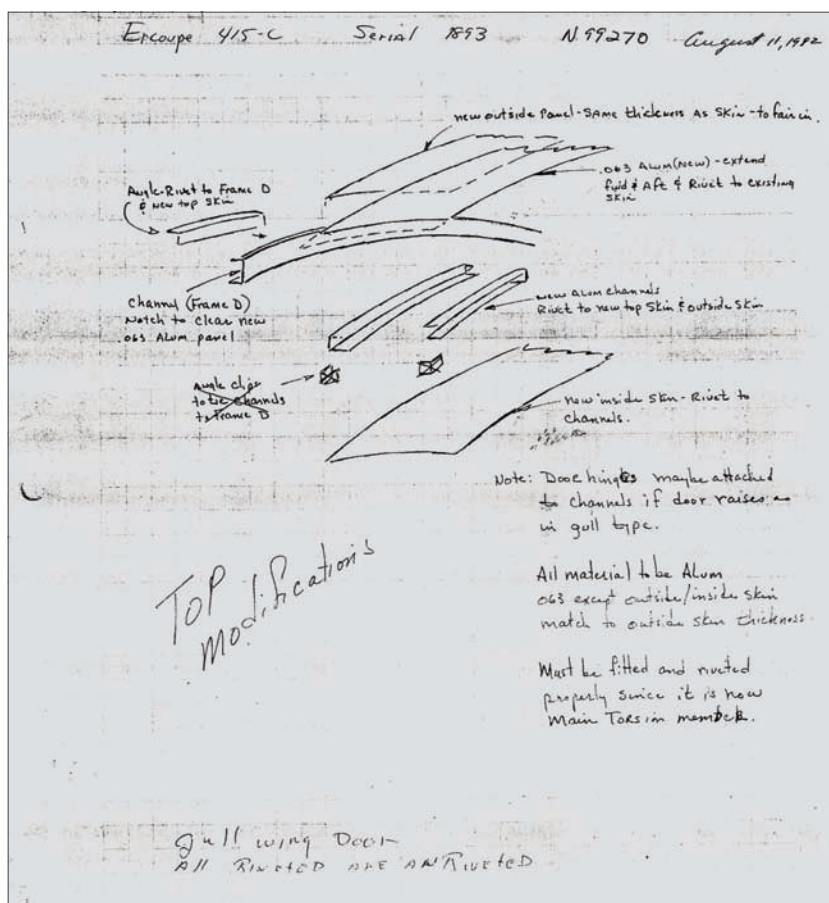 Ercoupe 415-C Serial 1893 N99270 August 11, 1992
new outside Panel - SAME thickness As SKin - to fair in.
.063 Alum (New) - extend
fwd & Aft & Rivet to existing
skin
Angle - Rivet to Frame D
& New top Skin
Channel (Frame D)
Notch to clear new
063 Alum panel
new alum channels
Rivet to new top Skin & outside Skin
Angle clips
to tie channels
to Frame D
new inside skin - Rivet to
channels.
Note: Door hinges maybe attached
to channels if door raises
in gull type.
All material to be Alum
063 except outside/inside skin
match to outside skin thickness
Must be fitted and riveted
properly since it is now
Main Torsion member.
TOP
Modifications
Gull wing Door
All RIVETED ARE AN RIVETED